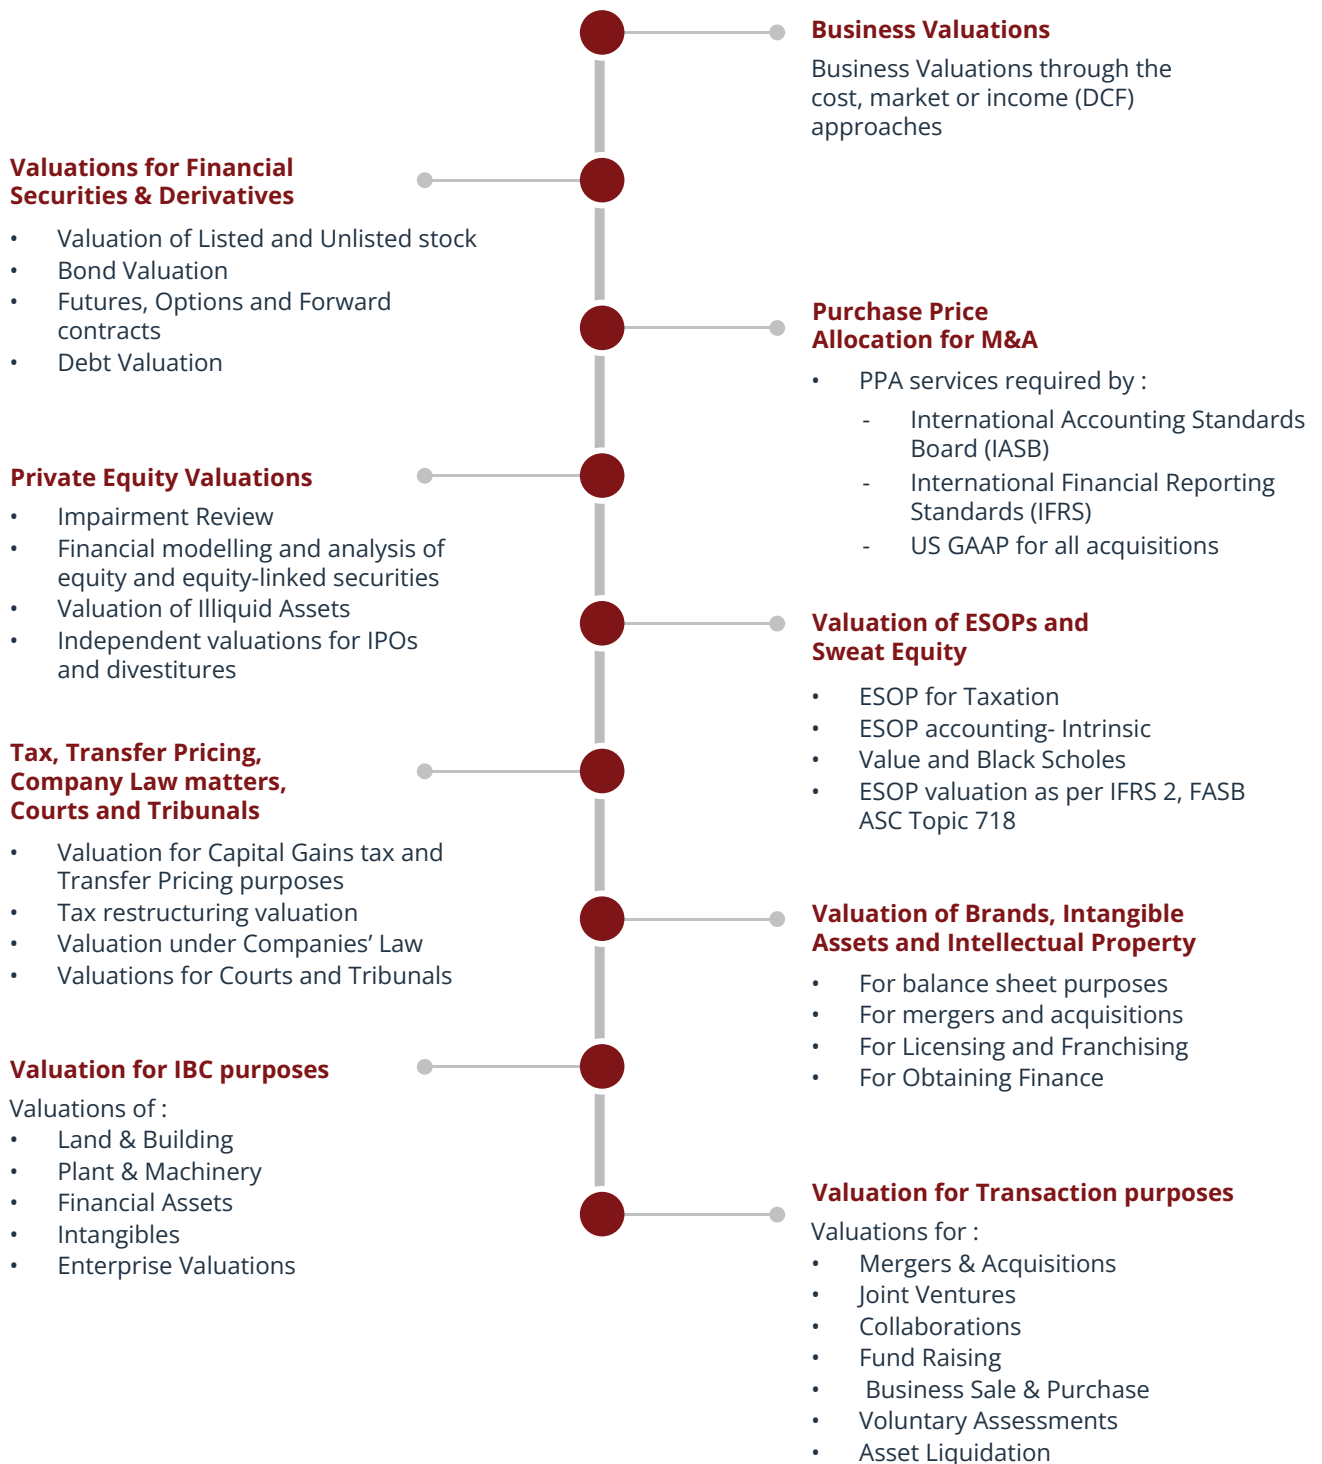 Business Valuations
Business Valuations through the
cost, market or income (DCF)
approaches
Valuations for Financial
Securities & Derivatives
• Valuation of Listed and Unlisted stock
• Bond Valuation
• Futures, Options and Forward
contracts
• Debt Valuation
Purchase Price
Allocation for M&A
• PPA services required by :
- International Accounting Standards
Board (IASB)
- International Financial Reporting
Standards (IFRS)
- US GAAP for all acquisitions
Private Equity Valuations
• Impairment Review
• Financial modelling and analysis of
equity and equity-linked securities
• Valuation of Illiquid Assets
• Independent valuations for IPOs
and divestitures
Valuation of ESOPs and
Sweat Equity
• ESOP for Taxation
• ESOP accounting- Intrinsic
• Value and Black Scholes
• ESOP valuation as per IFRS 2, FASB
ASC Topic 718
Tax, Transfer Pricing,
Company Law matters,
Courts and Tribunals
• Valuation for Capital Gains tax and
Transfer Pricing purposes
• Tax restructuring valuation
• Valuation under Companies’ Law
• Valuations for Courts and Tribunals
Valuation of Brands, Intangible
Assets and Intellectual Property
• For balance sheet purposes
• For mergers and acquisitions
• For Licensing and Franchising
• For Obtaining Finance
Valuation for IBC purposes
Valuations of :
• Land & Building
• Plant & Machinery
• Financial Assets
• Intangibles
• Enterprise Valuations
Valuation for Transaction purposes
Valuations for :
• Mergers & Acquisitions
• Joint Ventures
• Collaborations
• Fund Raising
• Business Sale & Purchase
• Voluntary Assessments
• Asset Liquidation